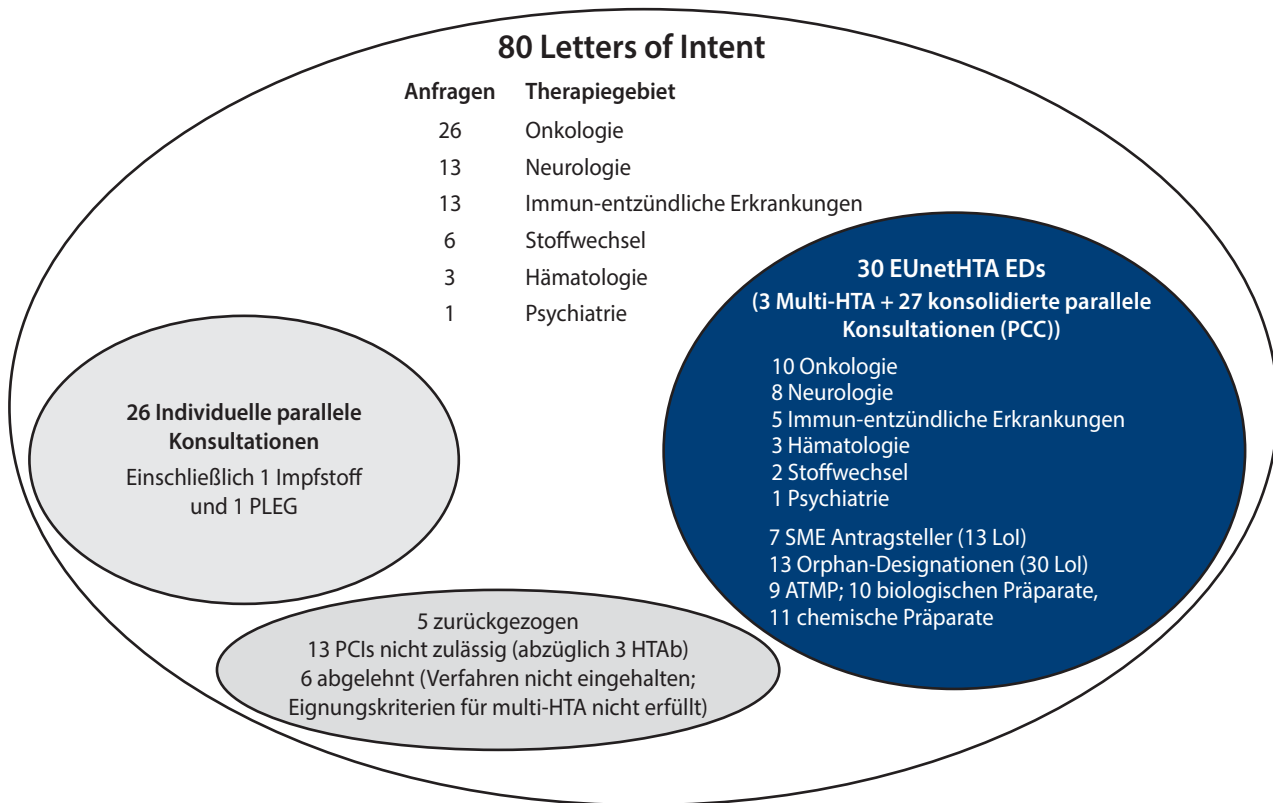 80 Letters of Intent
Anfragen Therapiegebiet
26 Onkologie
13 Neurologie
13 Immun-entzündliche Erkrankungen
6 Stoffwechsel
3 Hämatologie
1 Psychiatrie
26 Individuelle parallele
Konsultationen
Einschließlich 1 Impfstoff
und 1 PLEG
30 EUnetHTA EDs
(3 Multi-HTA + 27 konsolidierte parallele
Konsultationen (PCC))
10 Onkologie
8 Neurologie
5 Immun-entzündliche Erkrankungen
3 Hämatologie
2 Stoffwechsel
1 Psychiatrie
7 SME Antragsteller (13 LoI)
13 Orphan-Designationen (30 LoI)
9 ATMP; 10 biologischen Präparate,
11 chemische Präparate
5 zurückgezogen
13 PCIs nicht zulässig (abzüglich 3 HTAb)
6 abgelehnt (Verfahren nicht eingehalten;
Eignungskriterien für multi-HTA nicht erfüllt)